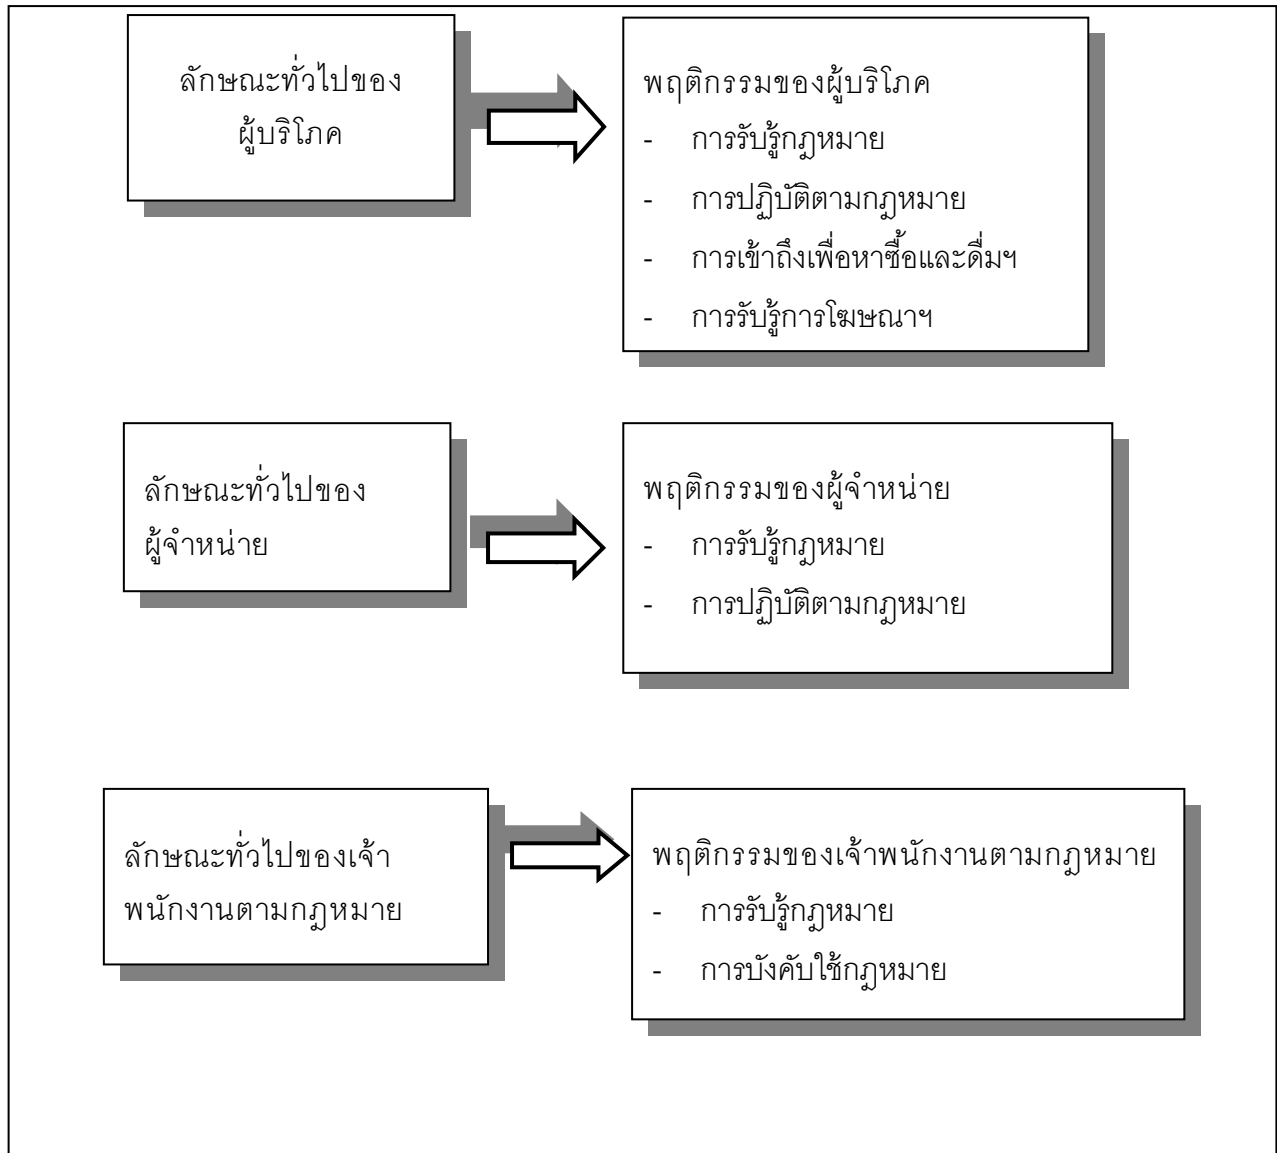 ลักษณะทั่วไปของ
ผู้บริโภค
พฤติกรรมของผู้บริโภค
- การรับรู้กฎหมาย
- การปฏิบัติตามกฎหมาย
- การเข้าถึงเพื่อหาซื้อและดื่มฯ
- การรับรู้การโฆษณาฯ
ลักษณะทั่วไปของ
ผู้จำหน่าย
พฤติกรรมของผู้จำหน่าย
- การรับรู้กฎหมาย
- การปฏิบัติตามกฎหมาย
ลักษณะทั่วไปของเจ้า
พนักงานตามกฎหมาย
พฤติกรรมของเจ้าพนักงานตามกฎหมาย
- การรับรู้กฎหมาย
- การบังคับใช้กฎหมาย